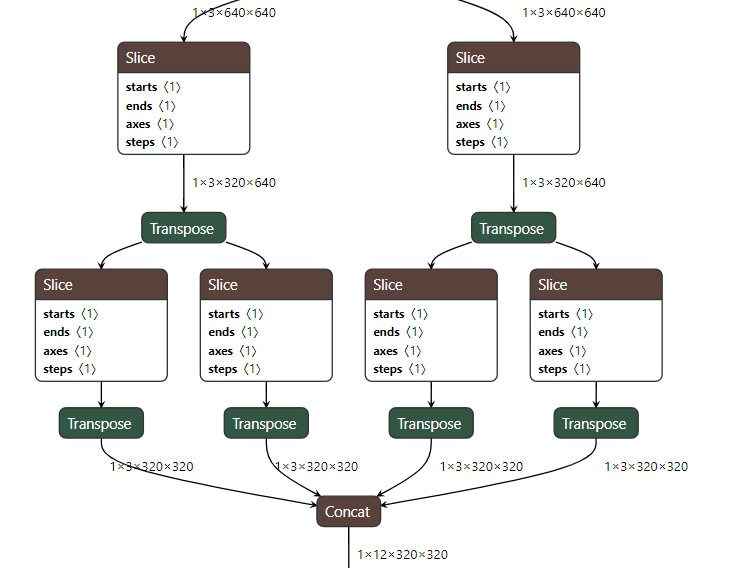 1×3×640×640
1×3×640×640
Slice
starts 〈1〉
ends 〈1〉
axes 〈1〉
steps 〈1〉
Slice
starts 〈1〉
ends 〈1〉
axes 〈1〉
steps 〈1〉
1×3×320×640
1×3×320×640
Transpose
Transpose
Slice
starts 〈1〉
ends 〈1〉
axes 〈1〉
steps 〈1〉
Slice
starts 〈1〉
ends 〈1〉
axes 〈1〉
steps 〈1〉
Slice
starts 〈1〉
ends 〈1〉
axes 〈1〉
steps 〈1〉
Slice
starts 〈1〉
ends 〈1〉
axes 〈1〉
steps 〈1〉
Transpose
Transpose
Transpose
Transpose
1×3×320×320
1×3×320×320
1×3×320×320
1×3×320×320
Concat
1×12×320×320